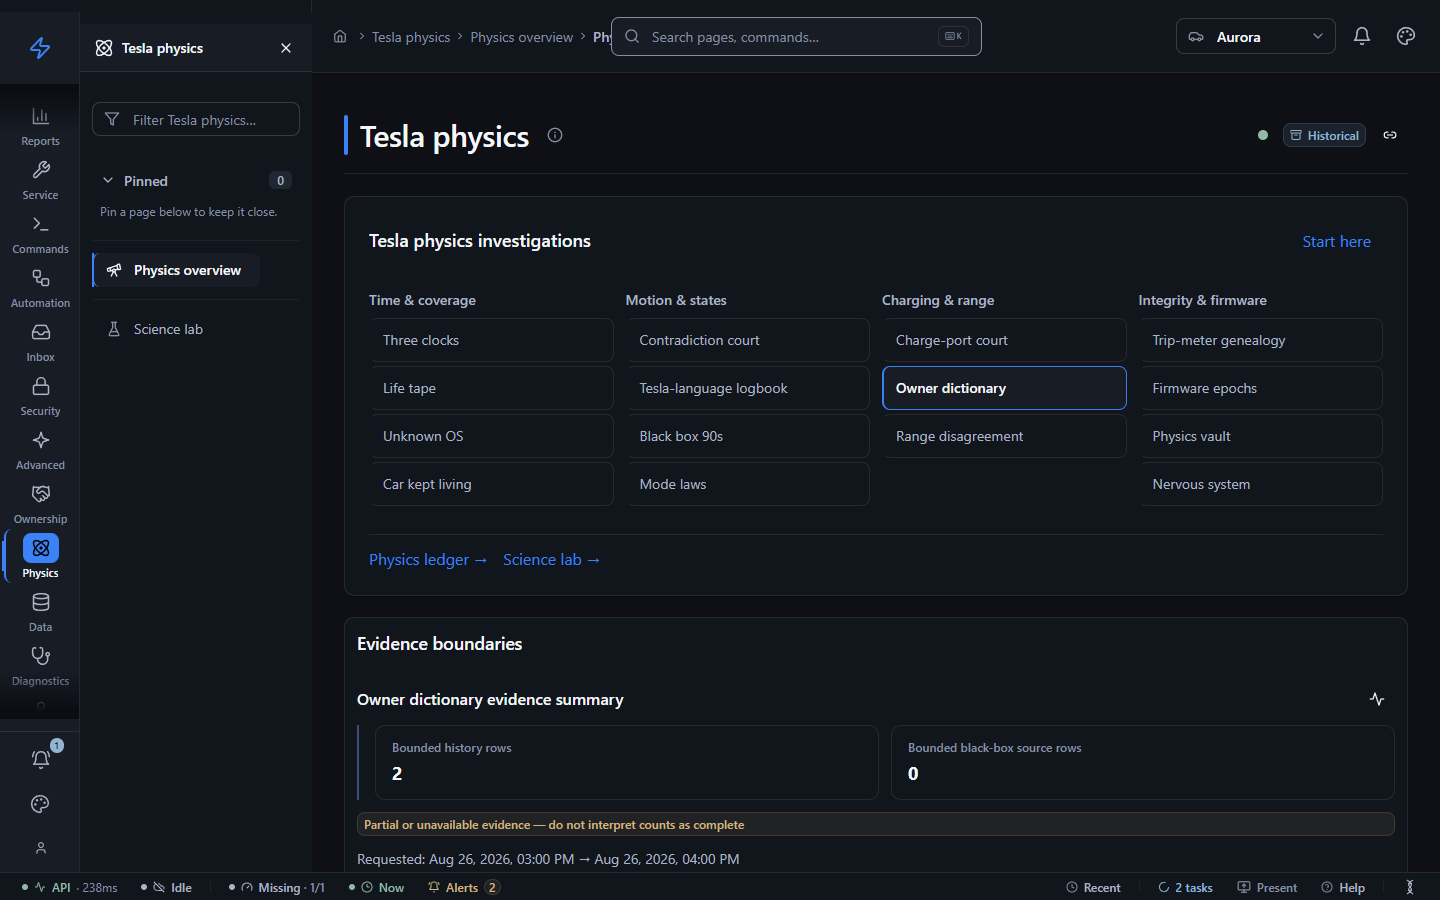 Tesla physics
Tesla physics
Physics overview
Search pages, commands...
K
Aurora
Reports
Service
Commands
Automation
Inbox
Security
Advanced
Ownership
Physics
Data
Diagnostics
1
Filter Tesla physics...
Pinned
0
Pin a page below to keep it close.
Physics overview
Science lab
Tesla physics
Historical
Tesla physics investigations
Start here
Time & coverage
Three clocks
Life tape
Unknown OS
Car kept living
Motion & states
Contradiction court
Tesla-language logbook
Black box 90s
Mode laws
Charging & range
Charge-port court
Owner dictionary
Range disagreement
Integrity & firmware
Trip-meter genealogy
Firmware epochs
Physics vault
Nervous system
Physics ledger →
Science lab →
Evidence boundaries
Owner dictionary evidence summary
Bounded history rows
2
Bounded black-box source rows
0
Partial or unavailable evidence — do not interpret counts as complete
Requested: Aug 26, 2026, 03:00 PM → Aug 26, 2026, 04:00 PM
API · 238ms
Idle
Missing · 1/1
Now
Alerts 2
Recent
2 tasks
Present
Help